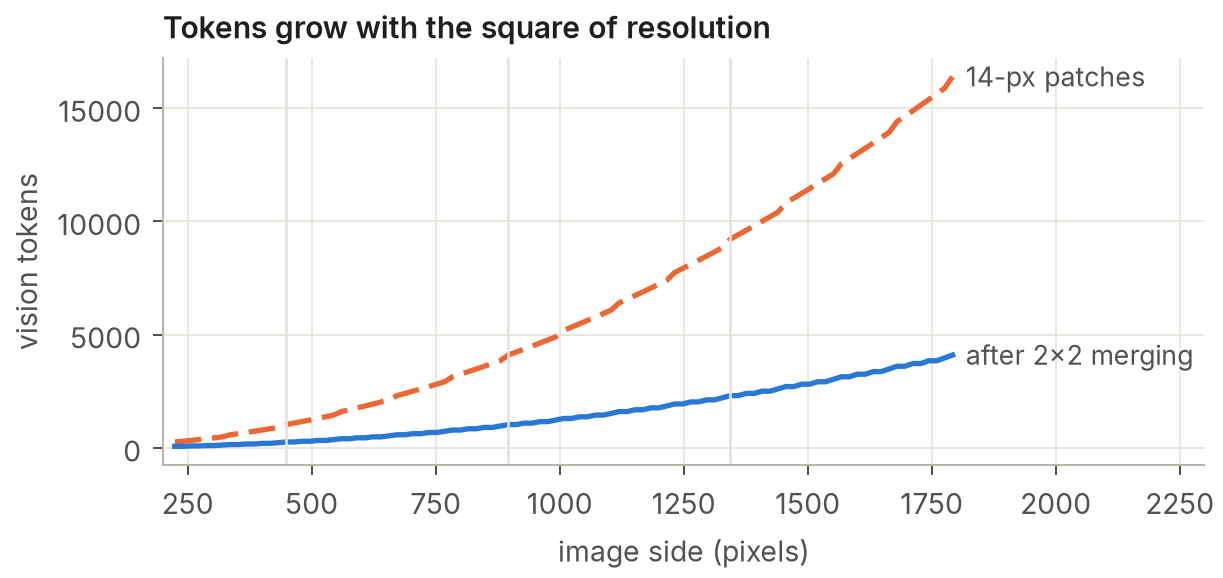 Tokens grow with the square of resolution
14-px patches
15000
vision tokens
10000
5000
after 2×2 merging
0
250 500 750 1000 1250 1500 1750 2000 2250
image side (pixels)